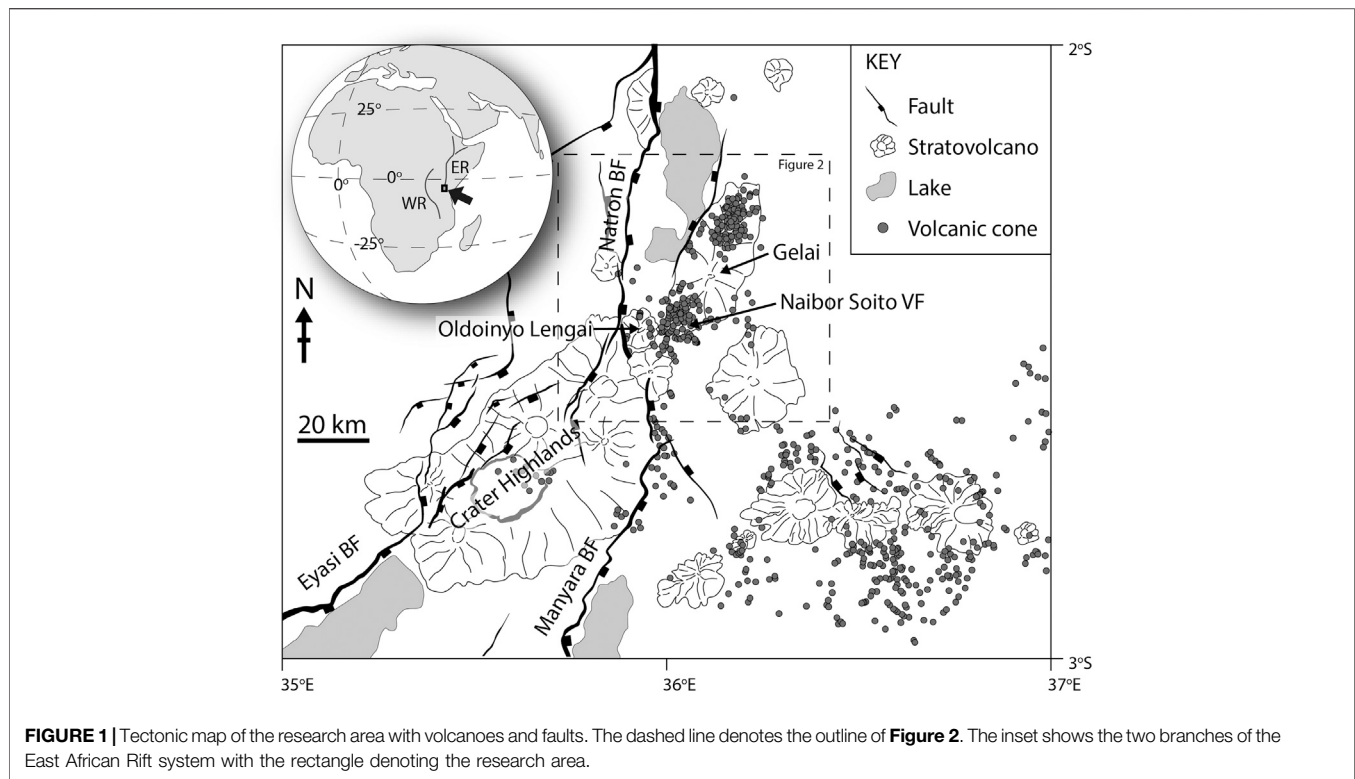 2°S
KEY
Fault
Stratovolcano
Lake
Volcanic cone
25°
0°
0°
-25°
ER
WR
Figure 2
Natron BF
Gelai
Naibor Soito VF
Oldoinyo Lengai
N
20 km
Crater Highlands
Eyasi BF
Manyara BF
3°S
35°E
36°E
37°E
FIGURE 1 | Tectonic map of the research area with volcanoes and faults. The dashed line denotes the outline of Figure 2. The inset shows the two branches of the
East African Rift system with the rectangle denoting the research area.